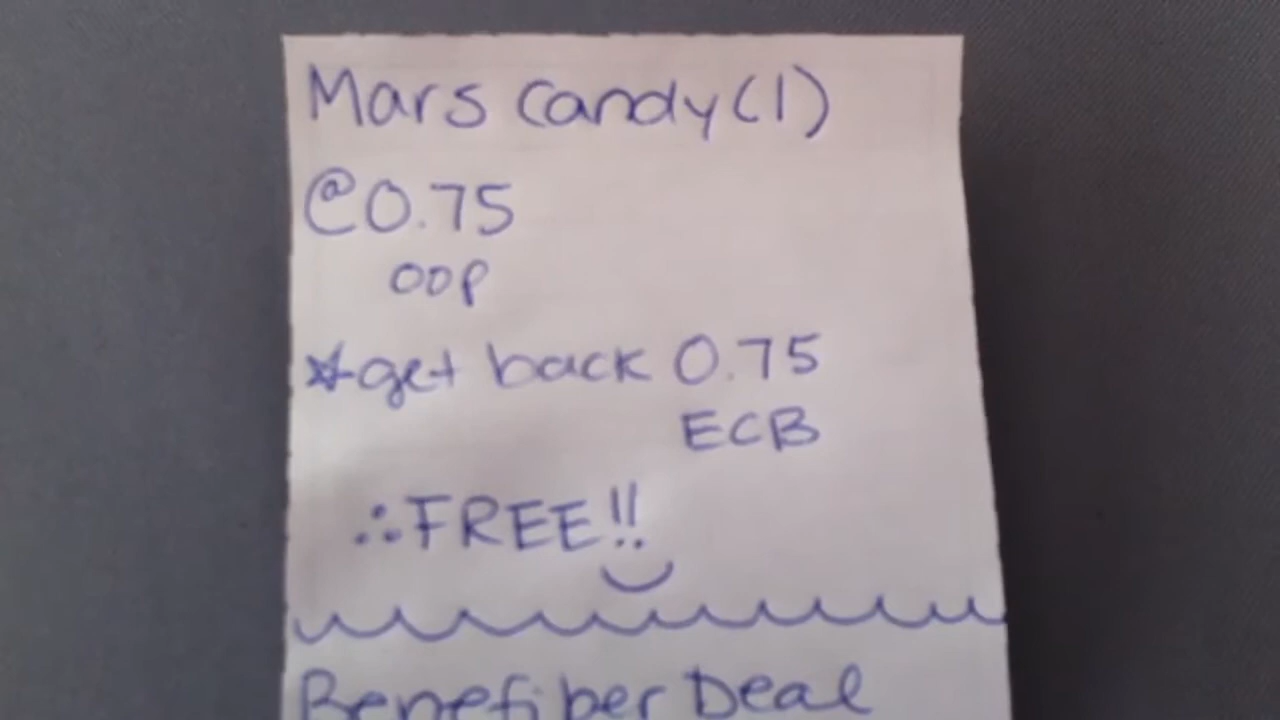 Mars Candy (1)
@0.75
OOP
*get back 0.75
ECB
∴ FREE!!
Benefiber Deal